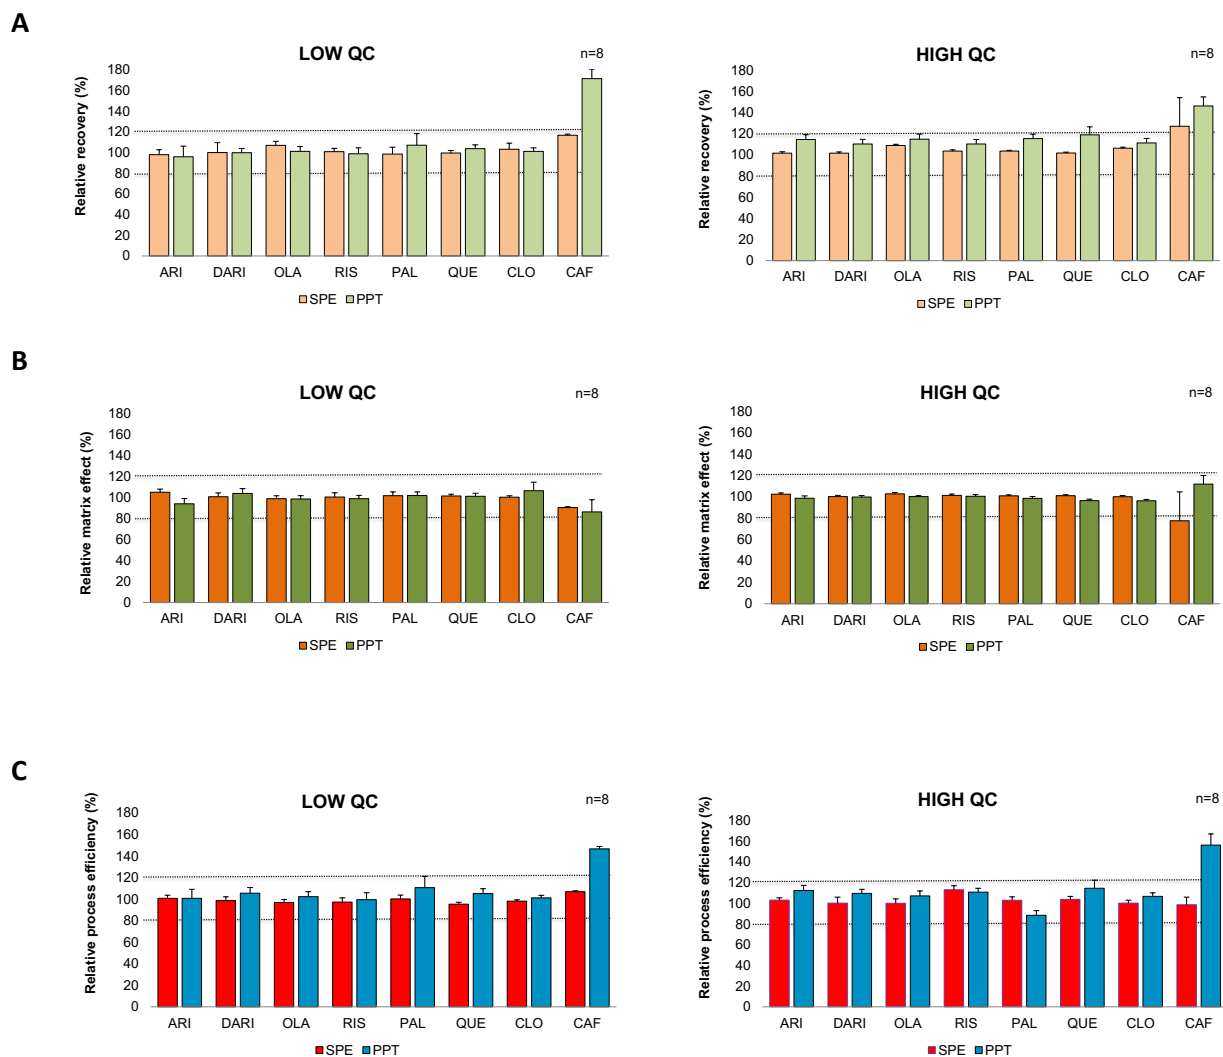 A
LOW QC
n=8
Relative recovery (%)
180
160
140
120
100
80
60
40
20
0
ARI DARI OLA RIS PAL QUE CLO CAF
SPE PPT
HIGH QC
n=8
Relative recovery (%)
180
160
140
120
100
80
60
40
20
0
ARI DARI OLA RIS PAL QUE CLO CAF
SPE PPT
B
LOW QC
n=8
Relative matrix effect (%)
180
160
140
120
100
80
60
40
20
0
ARI DARI OLA RIS PAL QUE CLO CAF
SPE PPT
HIGH QC
n=8
Relative matrix effect (%)
180
160
140
120
100
80
60
40
20
0
ARI DARI OLA RIS PAL QUE CLO CAF
SPE PPT
C
LOW QC
n=8
Relative process efficiency (%)
180
160
140
120
100
80
60
40
20
0
ARI DARI OLA RIS PAL QUE CLO CAF
SPE PPT
HIGH QC
n=8
Relative process efficiency (%)
180
160
140
120
100
80
60
40
20
0
ARI DARI OLA RIS PAL QUE CLO CAF
SPE PPT